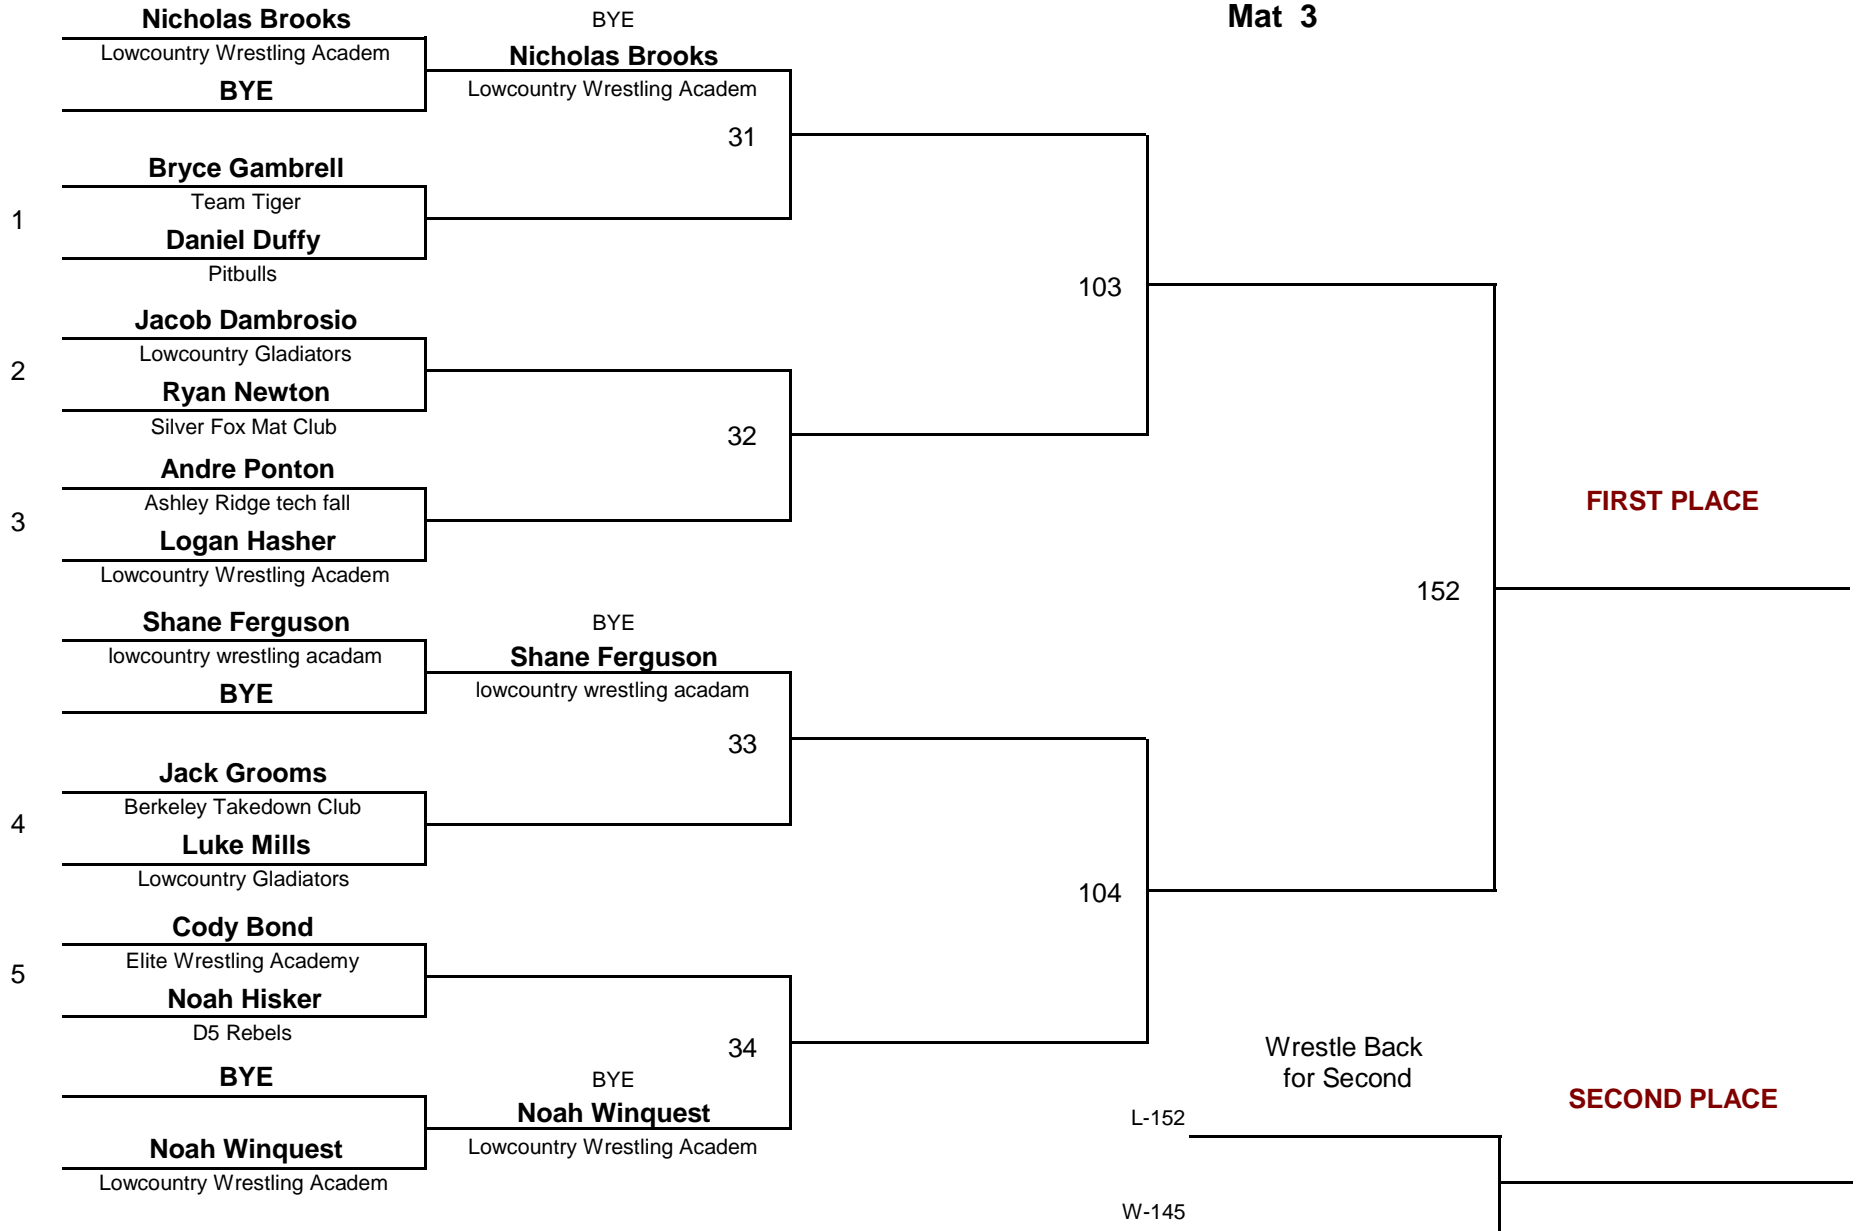 Nicholas Brooks
Lowcountry Wrestling Academ
BYE
BYE
Nicholas Brooks
Lowcountry Wrestling Academ
Mat 3
31
1
Bryce Gambrell
Team Tiger
Daniel Duffy
Pitbulls
103
2
Jacob Dambrosio
Lowcountry Gladiators
Ryan Newton
Silver Fox Mat Club
32
3
Andre Ponton
Ashley Ridge tech fall
Logan Hasher
Lowcountry Wrestling Academ
FIRST PLACE
152
Shane Ferguson
lowcountry wrestling acadam
BYE
BYE
Shane Ferguson
lowcountry wrestling acadam
33
4
Jack Grooms
Berkeley Takedown Club
Luke Mills
Lowcountry Gladiators
104
5
Cody Bond
Elite Wrestling Academy
Noah Hisker
D5 Rebels
34
BYE
Noah Winquest
Lowcountry Wrestling Academ
BYE
Noah Winquest
Lowcountry Wrestling Academ
Wrestle Back
for Second
SECOND PLACE
L-152
W-145